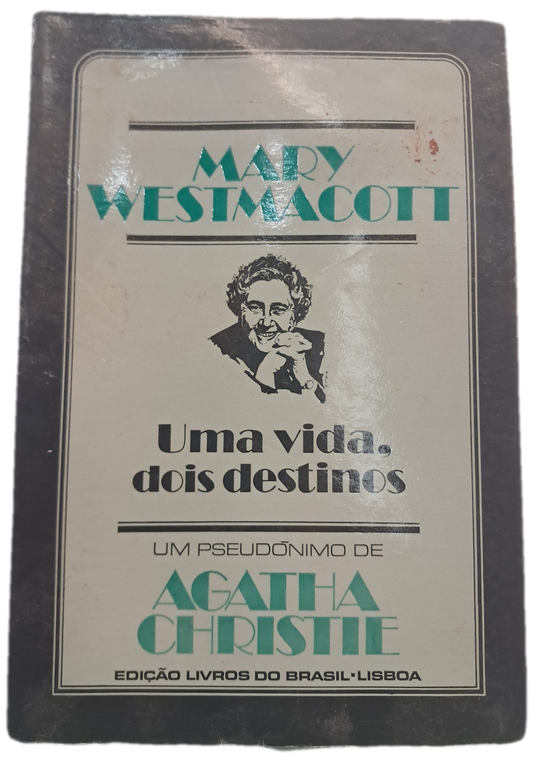 MARY
WESTMACOTT
Uma vida,
dois destinos
UM PSEUDÓNIMO DE
AGATHA
CHRISTIE
EDIÇÃO LIVROS DO BRASIL·LISBOA